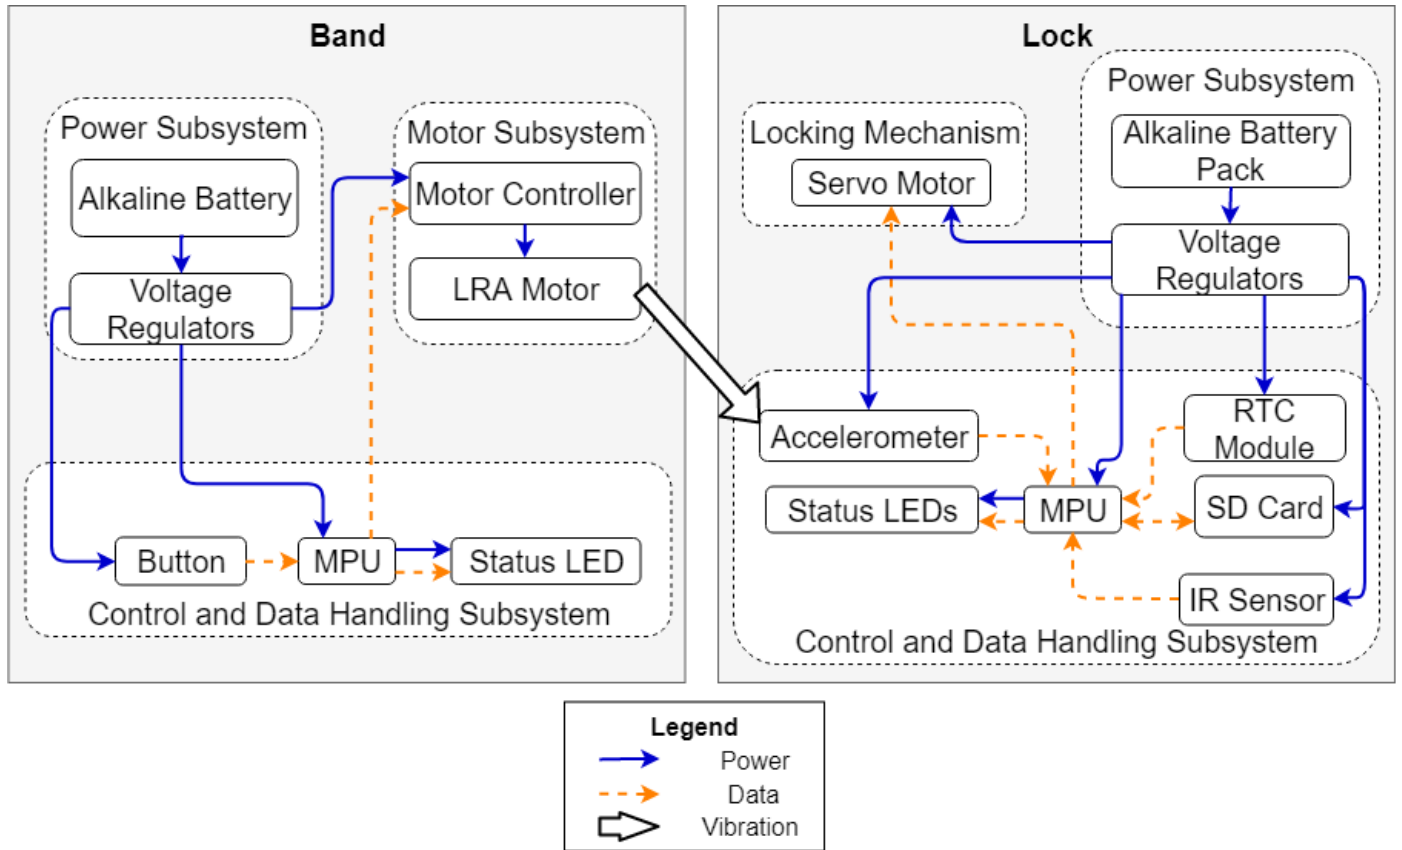 Band
Power Subsystem
Alkaline Battery
Voltage
Regulators
Motor Subsystem
Motor Controller
LRA Motor
Button
MPU
Status LED
Control and Data Handling Subsystem
Lock
Power Subsystem
Alkaline Battery
Pack
Voltage
Regulators
Locking Mechanism
Servo Motor
Accelerometer
RTC
Module
Status LEDs
MPU
SD Card
IR Sensor
Control and Data Handling Subsystem
Legend
Power
Data
Vibration